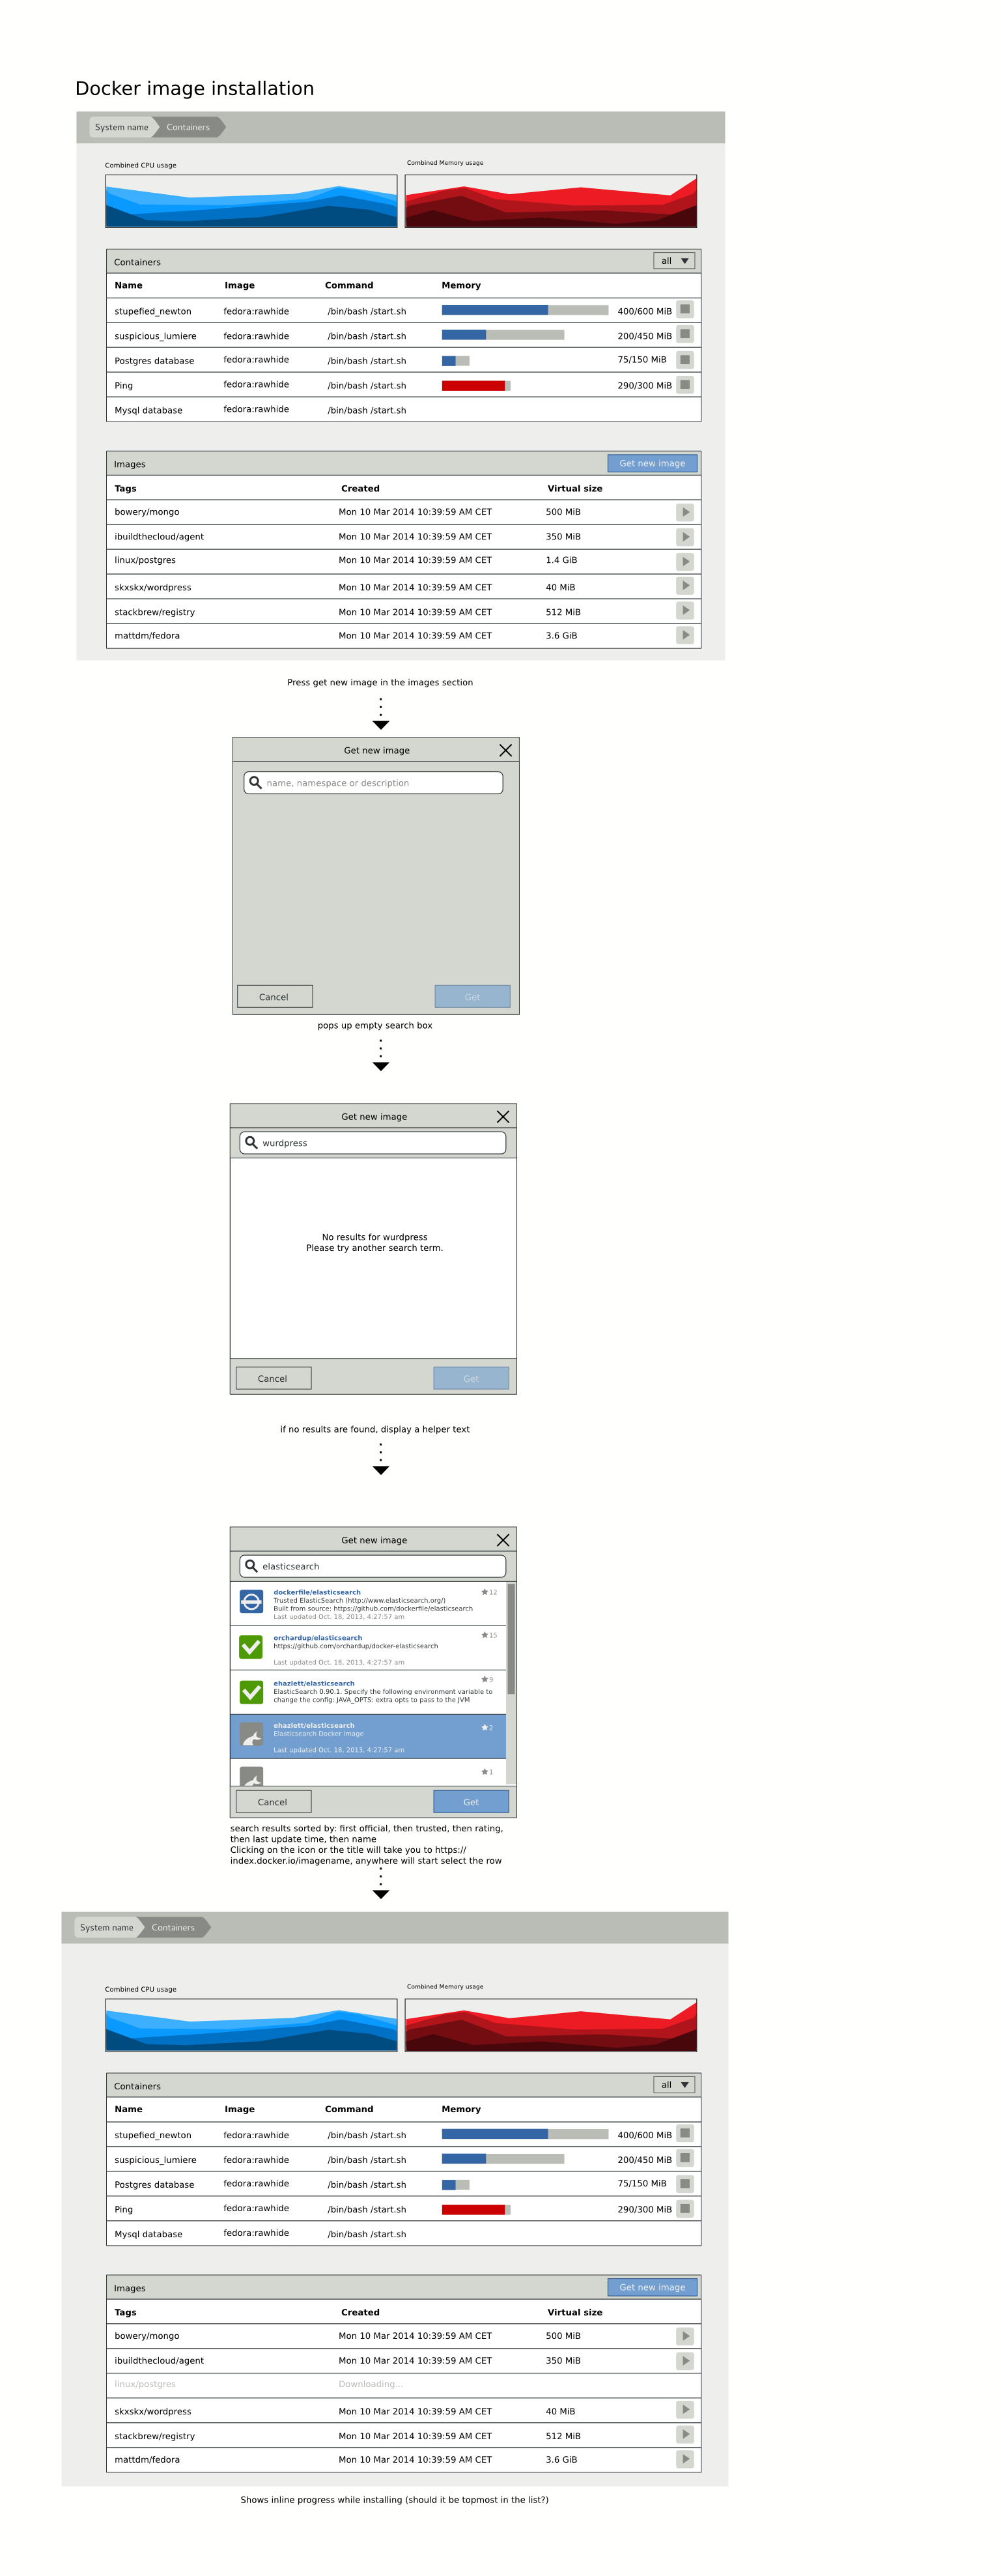 Docker image installation
System name Containers
Combined CPU usage
Combined Memory usage
Containers all
Name Image Command Memory
stupefied_newton fedora:rawhide /bin/bash /start.sh 400/600 MiB
suspicious_lumiere fedora:rawhide /bin/bash /start.sh 200/450 MiB
Postgres database fedora:rawhide /bin/bash /start.sh 75/150 MiB
Ping fedora:rawhide /bin/bash /start.sh 290/300 MiB
Mysql database fedora:rawhide /bin/bash /start.sh
Images Get new image
Tags Created Virtual size
bowery/mongo Mon 10 Mar 2014 10:39:59 AM CET 500 MiB
ibuildthecloud/agent Mon 10 Mar 2014 10:39:59 AM CET 350 MiB
linux/postgres Mon 10 Mar 2014 10:39:59 AM CET 1.4 GiB
skxskx/wordpress Mon 10 Mar 2014 10:39:59 AM CET 40 MiB
stackbrew/registry Mon 10 Mar 2014 10:39:59 AM CET 512 MiB
mattdm/fedora Mon 10 Mar 2014 10:39:59 AM CET 3.6 GiB
Press get new image in the images section
Get new image
name, namespace or description
Cancel Get
pops up empty search box
Get new image
wurdpress
No results for wurdpress
Please try another search term.
Cancel Get
if no results are found, display a helper text
Get new image
elasticsearch
dockerfile/elasticsearch 12
Trusted ElasticSearch (http://www.elasticsearch.org/)
Built from source: https://github.com/dockerfile/elasticsearch
Last updated Oct. 18, 2013, 4:27:57 am
orchardup/elasticsearch 15
https://github.com/orchardup/docker-elasticsearch
Last updated Oct. 18, 2013, 4:27:57 am
ehazlett/elasticsearch 9
ElasticSearch 0.90.1. Specify the following environment variable to
change the config: JAVA_OPTS: extra opts to pass to the JVM
ehazlett/elasticsearch 2
Elasticsearch Docker image
Last updated Oct. 18, 2013, 4:27:57 am
1
Cancel Get
search results sorted by: first official, then trusted, then rating,
then last update time, then name
Clicking on the icon or the title will take you to https://
index.docker.io/imagename, anywhere will start select the row
System name Containers
Combined CPU usage
Combined Memory usage
Containers all
Name Image Command Memory
stupefied_newton fedora:rawhide /bin/bash /start.sh 400/600 MiB
suspicious_lumiere fedora:rawhide /bin/bash /start.sh 200/450 MiB
Postgres database fedora:rawhide /bin/bash /start.sh 75/150 MiB
Ping fedora:rawhide /bin/bash /start.sh 290/300 MiB
Mysql database fedora:rawhide /bin/bash /start.sh
Images Get new image
Tags Created Virtual size
bowery/mongo Mon 10 Mar 2014 10:39:59 AM CET 500 MiB
ibuildthecloud/agent Mon 10 Mar 2014 10:39:59 AM CET 350 MiB
linux/postgres Downloading...
skxskx/wordpress Mon 10 Mar 2014 10:39:59 AM CET 40 MiB
stackbrew/registry Mon 10 Mar 2014 10:39:59 AM CET 512 MiB
mattdm/fedora Mon 10 Mar 2014 10:39:59 AM CET 3.6 GiB
Shows inline progress while installing (should it be topmost in the list?)